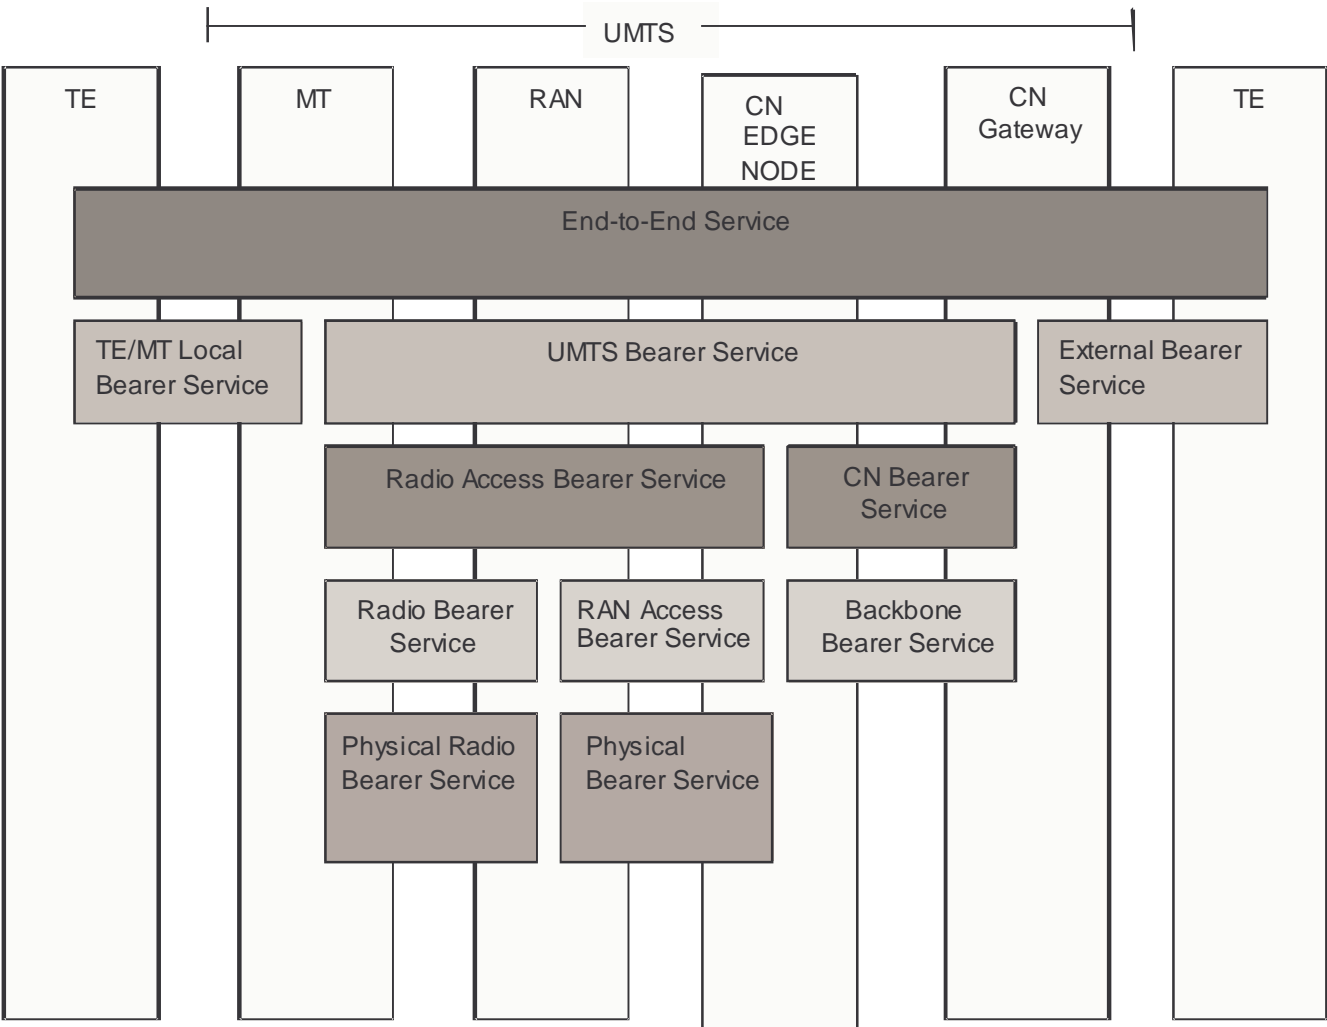 UMTS
TE
MT
RAN
CN
EDGE
NODE
CN
Gateway
TE
End-to-End Service
TE/MT Local
Bearer Service
UMTS Bearer Service
External Bearer
Service
Radio Access Bearer Service
CN Bearer
Service
Radio Bearer
Service
RAN Access
Bearer Service
Backbone
Bearer Service
Physical Radio
Bearer Service
Physical
Bearer Service